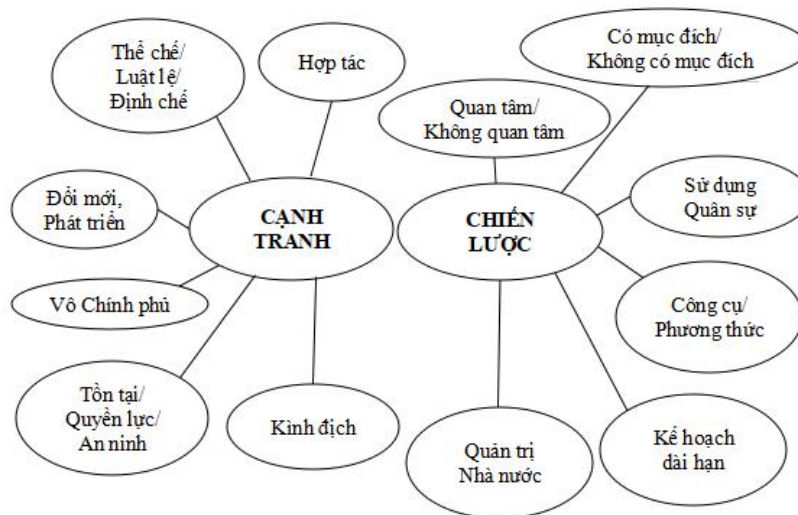 Thể chế/
Luật lệ/
Định chế
Hợp tác
Có mục đích/
Không có mục đích
Quan tâm/
Không quan tâm
Đổi mới,
Phát triển
CẠNH
TRANH
CHIẾN
LƯỢC
Sử dụng
Quân sự
Vô Chính phủ
Công cụ/
Phương thức
Tồn tại/
Quyền lực/
An ninh
Kình địch
Quản trị
Nhà nước
Kế hoạch
dài hạn